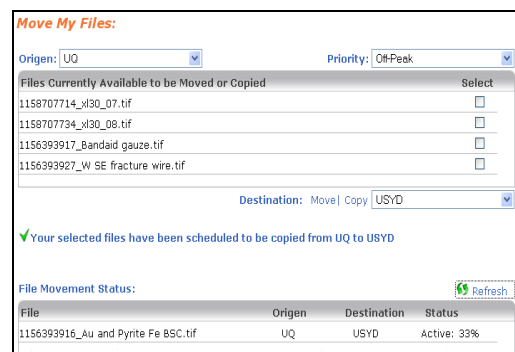 Move My Files:
Origen: UQ Priority: Off-Peak
Files Currently Available to be Moved or Copied Select
1158707714_xl30_07.tif
1158707734_xl30_08.tif
1156393917_Bandaid gauze.tif
1156393927_W SE fracture wire.tif
Destination: Move| Copy USYD
Your selected files have been scheduled to be copied from UQ to USYD
File Movement Status: Refresh
File Origen Destination Status
1156393916_Au and Pyrite Fe BSC.tif UQ USYD Active: 33%